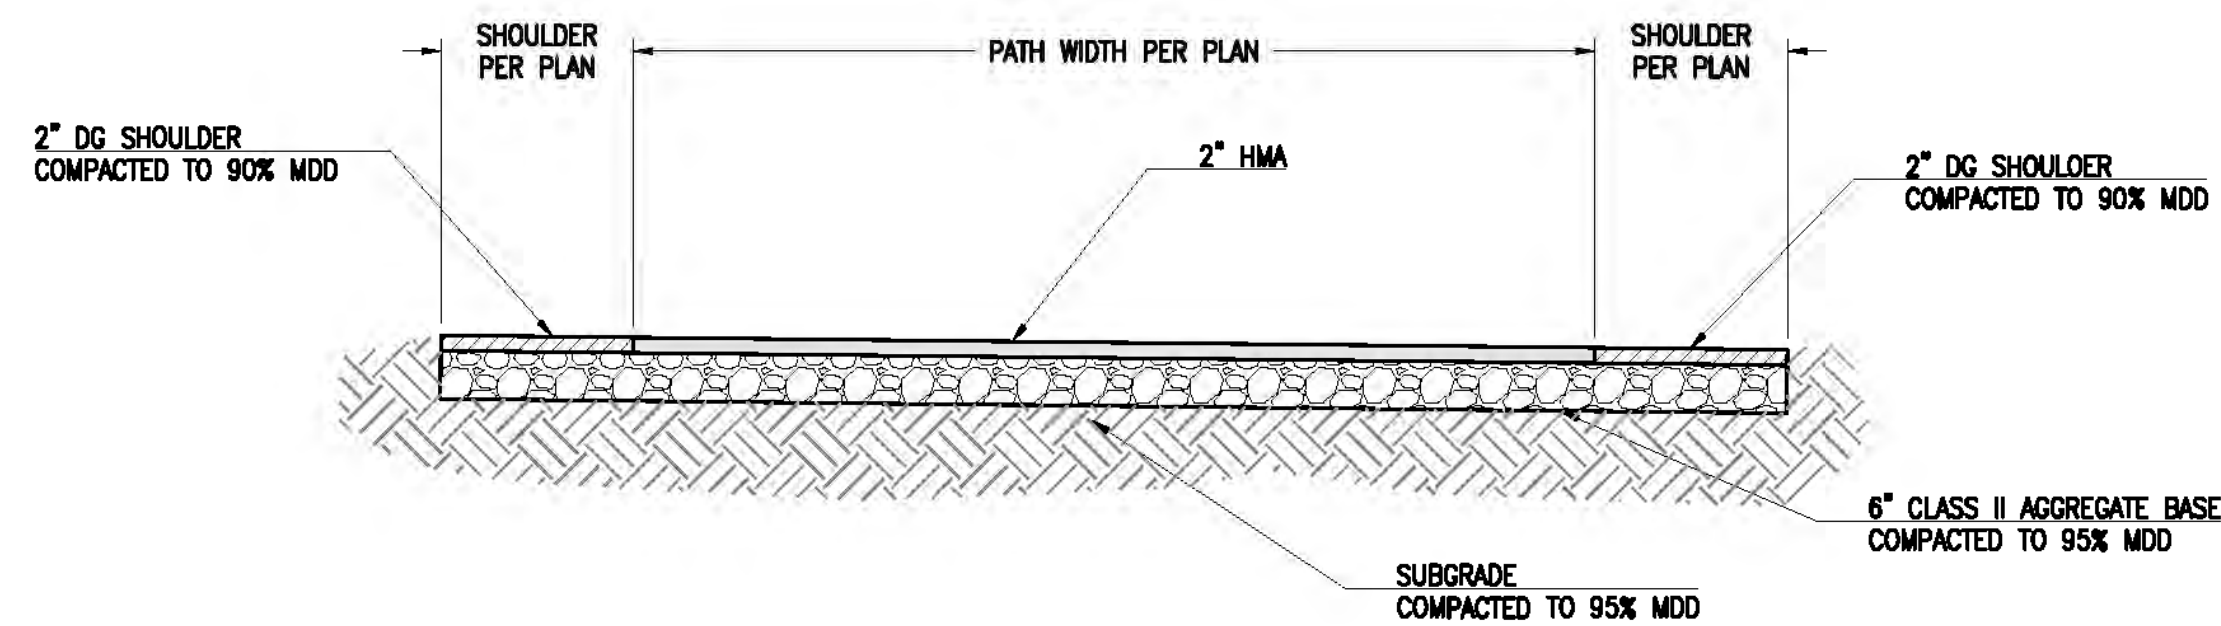 SHOULDER
PER PLAN
PATH WIDTH PER PLAN
SHOULDER
PER PLAN
2" DG SHOULDER
COMPACTED TO 90% MDD
2" HMA
2" DG SHOULOER
COMPACTED TO 90% MDD
6" CLASS II AGGREGATE BASE
COMPACTED TO 95% MDD
SUBGRADE
COMPACTED TO 95% MDD